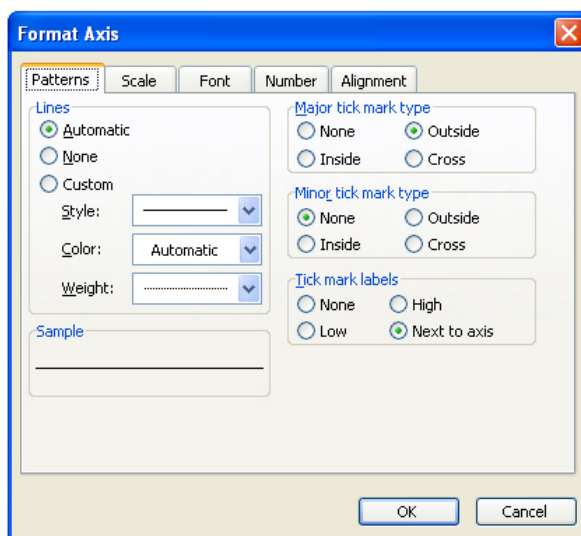 Format Axis
Patterns Scale Font Number Alignment
Lines
Automatic
None
Custom
Style:
Color: Automatic
Weight:
Sample
Major tick mark type
None Outside
Inside Cross
Minor tick mark type
None Outside
Inside Cross
Tick mark labels
None High
Low Next to axis
OK Cancel